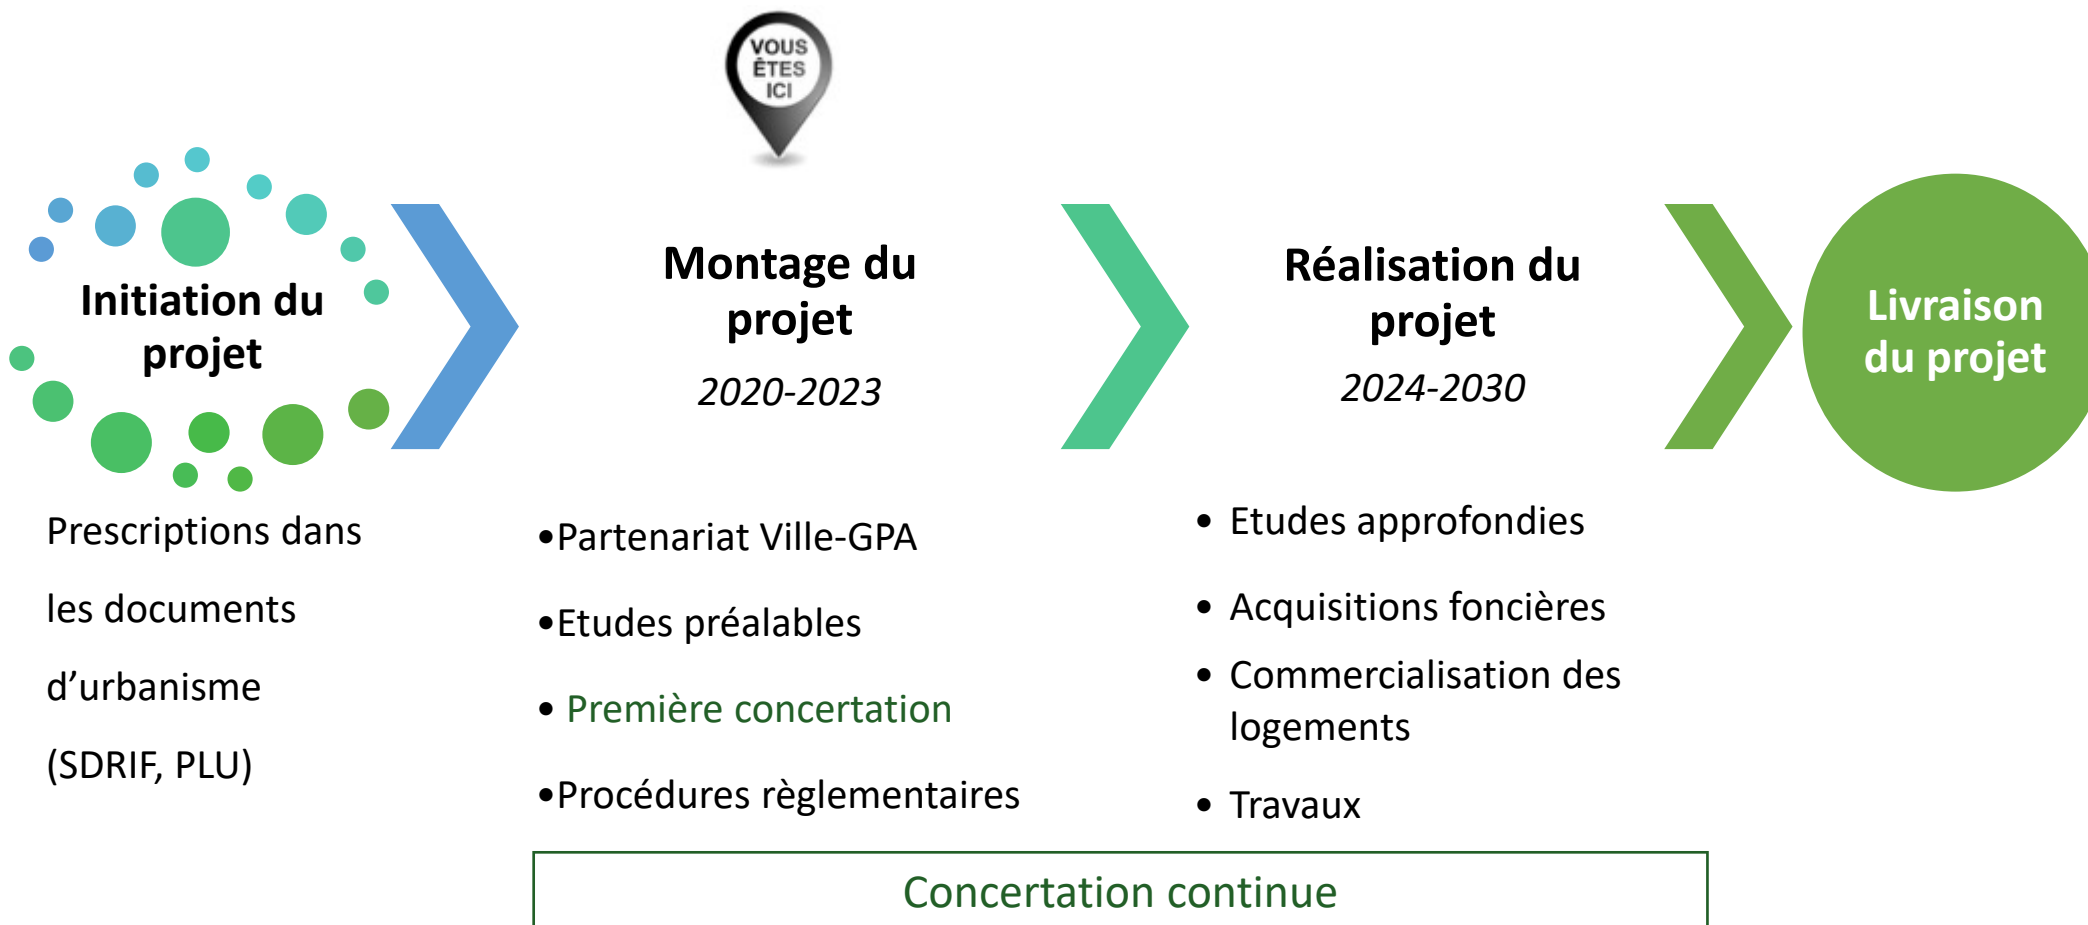 VOUS
ÊTES
ICI
Initiation du
projet
Prescriptions dans
les documents
d’urbanisme
(SDRIF, PLU)
Montage du
projet
2020-2023
•Partenariat Ville-GPA
•Etudes préalables
• Première concertation
•Procédures règlementaires
Réalisation du
projet
2024-2030
• Etudes approfondies
• Acquisitions foncières
• Commercialisation des
logements
• Travaux
Livraison
du projet
Concertation continue